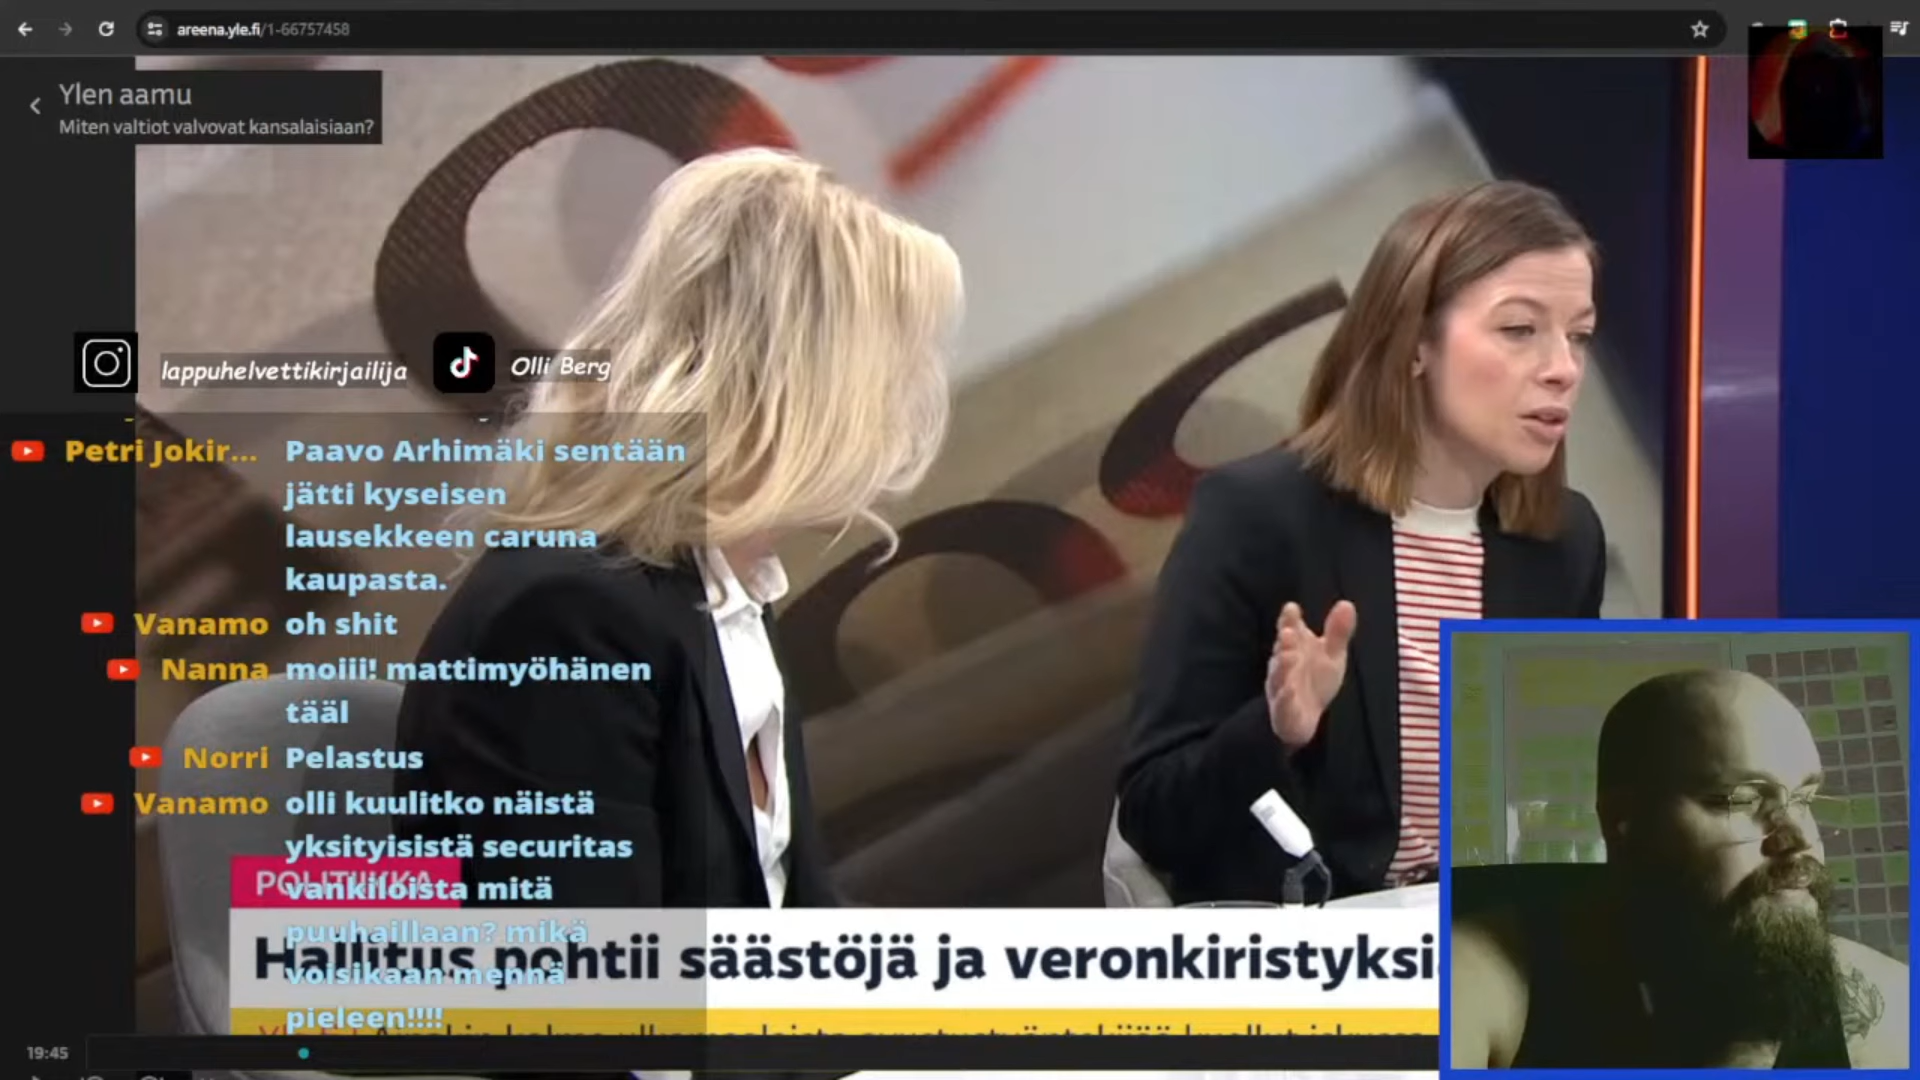 areena.yle.fi/1-66757458
Ylen aamu
Miten valtiot valvovat kansalaisiaan?
lappuhelvettikirjailija
Olli Berg
Petri Jokir... Paavo Arhimäki sentään
jätti kyseisen
lausekkeen caruna
kaupasta.
Vanamo oh shit
Nanna moiii! mattimyöhänen
tääl
Norri Pelastus
Vanamo olli kuulitko näistä
yksityisistä securitas
vankiloista mitä
puuhaillaan? mikä
voisikaan mennä
pieleen!!!!
POLITIIKKA
Hallitus pohtii säästöjä ja veronkiristyksi
19:45